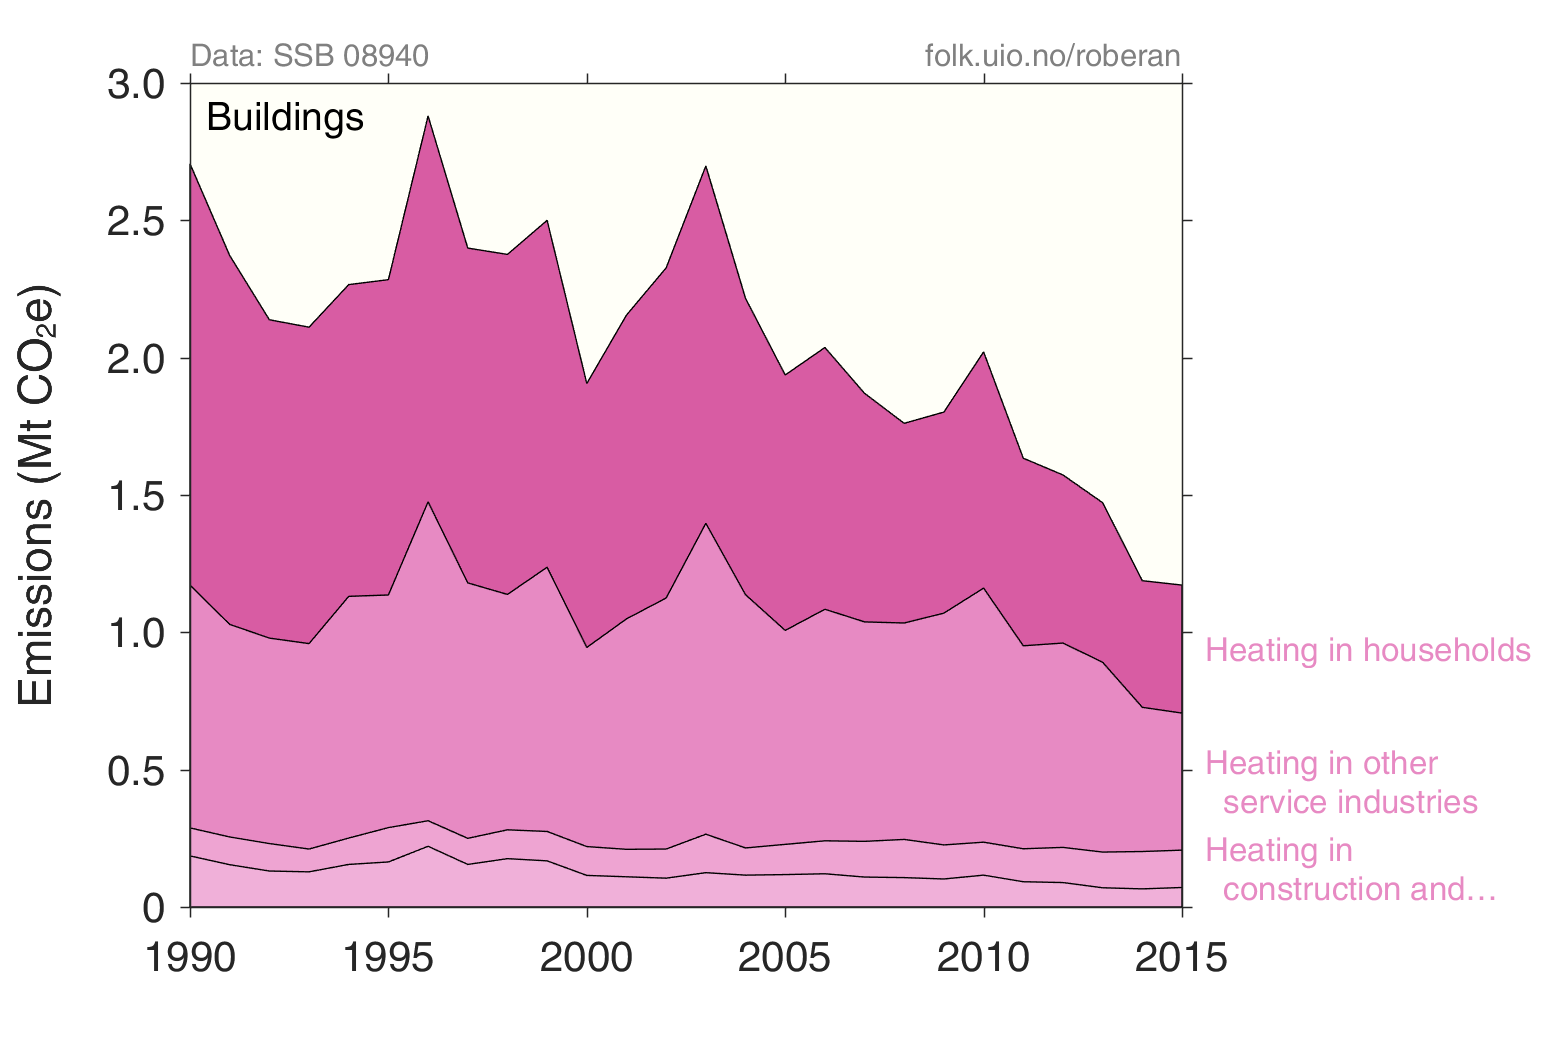 Data: SSB 08940
folk.uio.no/roberan
Buildings
3.0
2.5
2.0
1.5
1.0
0.5
0
Emissions (Mt CO₂e)
1990
1995
2000
2005
2010
2015
Heating in households
Heating in other
service industries
Heating in
construction and…